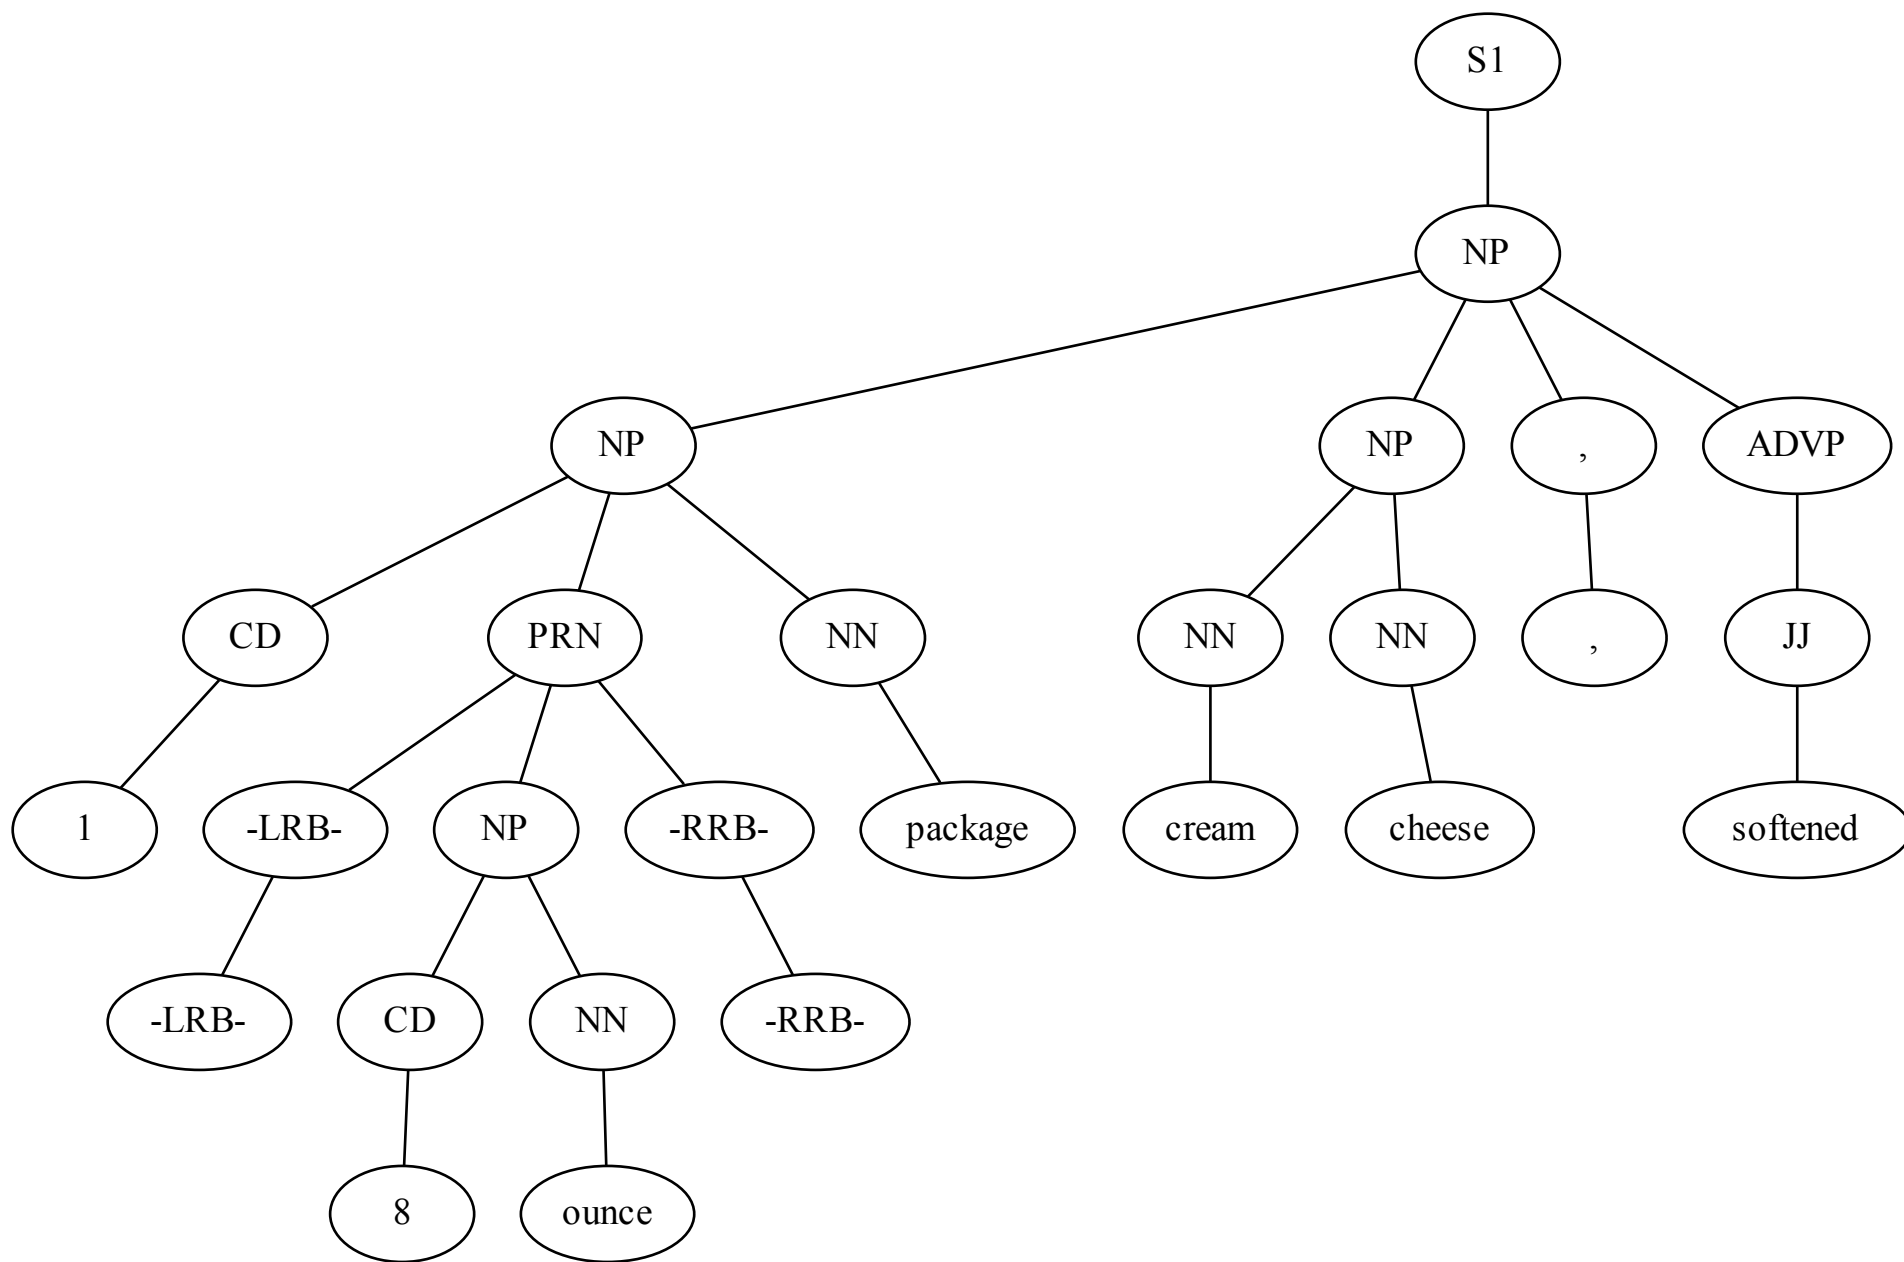 S1
NP
NP NP , ADVP
CD PRN NN NN NN , JJ
1 -LRB- NP -RRB- package cream cheese softened
-LRB- CD NN -RRB-
8 ounce